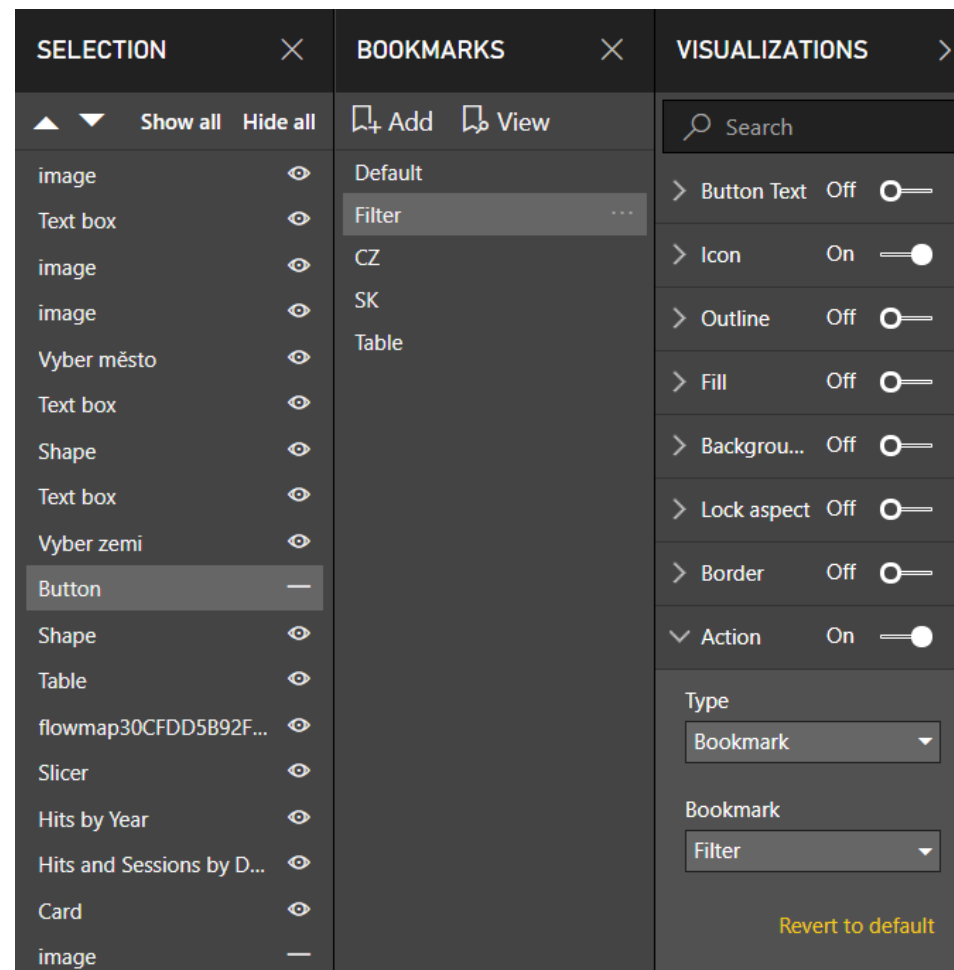 SELECTION
Show all Hide all
image
Text box
image
image
Vyber město
Text box
Shape
Text box
Vyber zemi
Button
Shape
Table
flowmap30CFDD5B92F...
Slicer
Hits by Year
Hits and Sessions by D...
Card
image
BOOKMARKS
Add View
Default
Filter ...
CZ
SK
Table
VISUALIZATIONS
Search
Button Text Off
Icon On
Outline Off
Fill Off
Backgrou... Off
Lock aspect Off
Border Off
Action On
Type
Bookmark
Bookmark
Filter
Revert to default